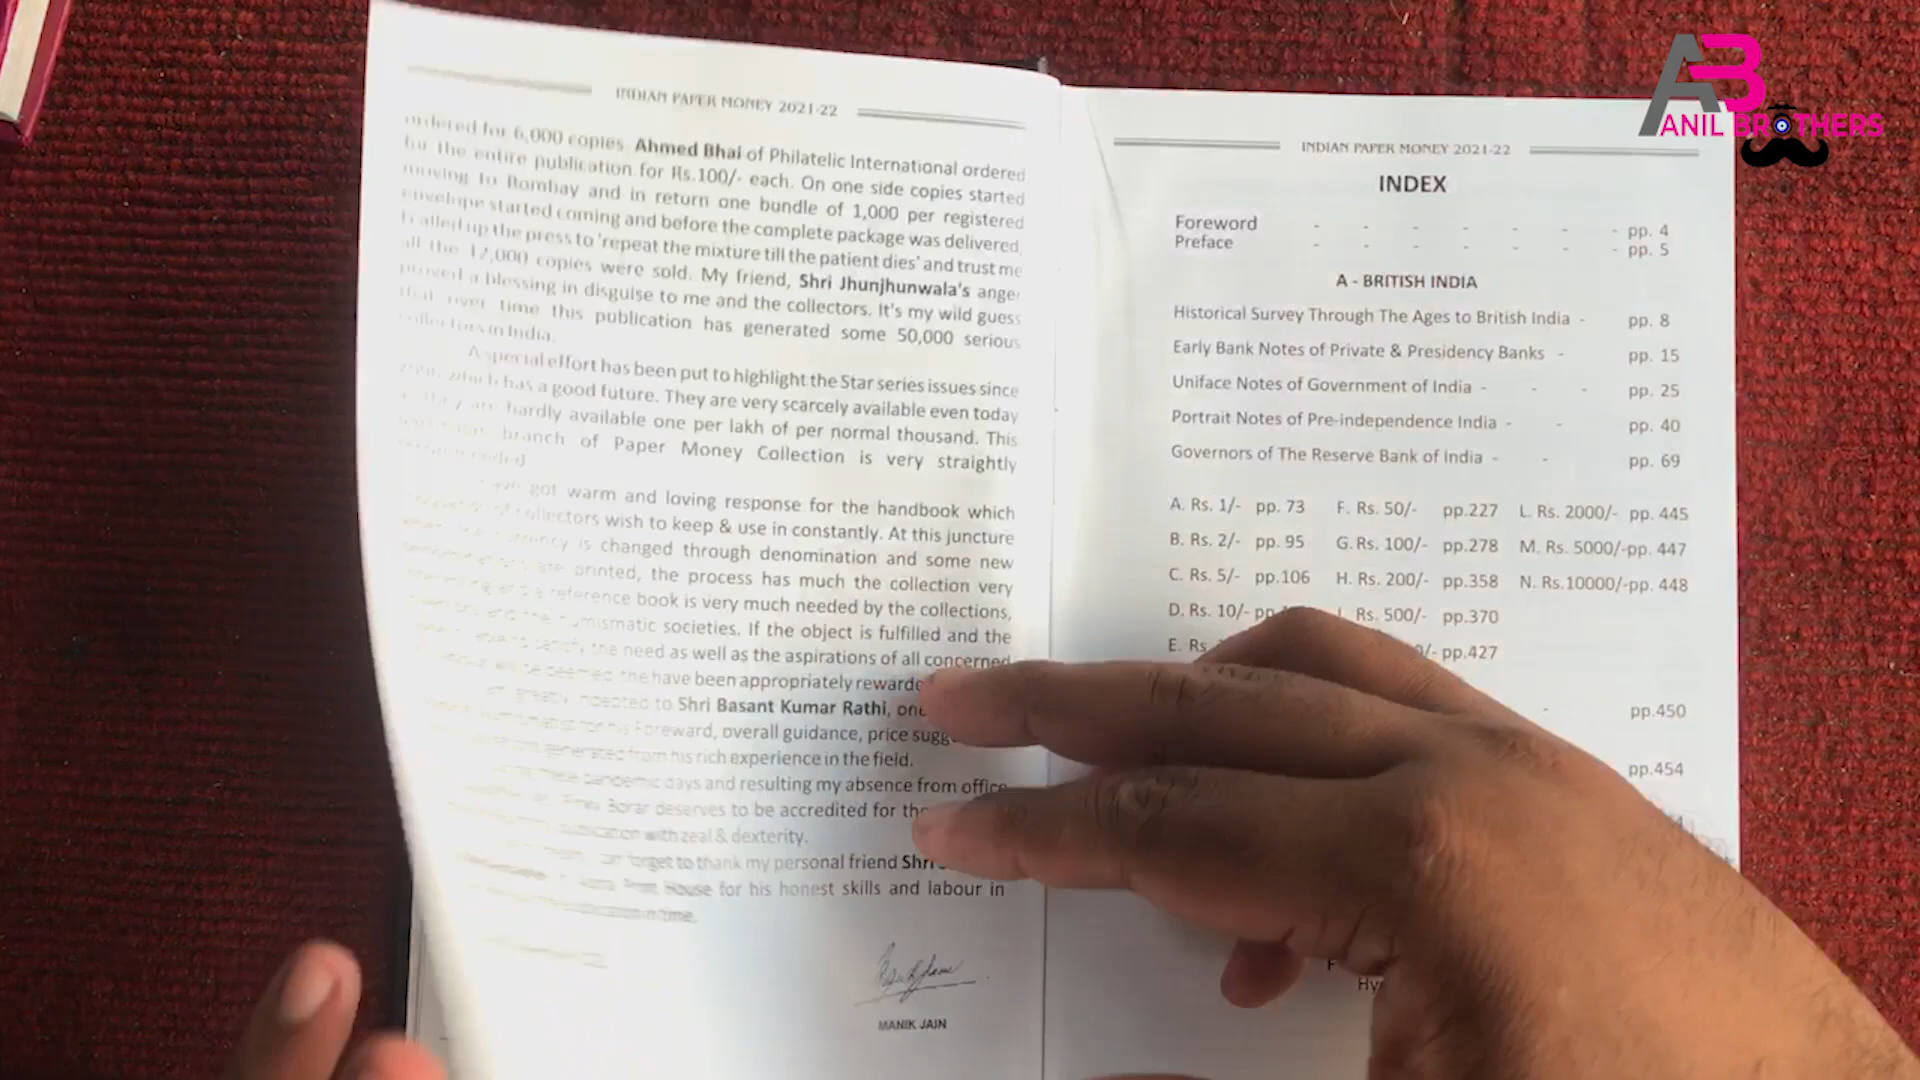 INDIAN PAPER MONEY 2021-22
ordered for 6,000 copies. Ahmed Bhai of Philatelic International ordered
for the entire publication for Rs.100/- each. On one side copies started
moving to Bombay and in return one bundle of 1,000 per registered
envelope started coming and before the complete package was delivered,
I called up the press to 'repeat the mixture till the patient dies' and trust me
all the 12,000 copies were sold. My friend, Shri Jhunjhunwala's anger
proved a blessing in disguise to me and the collectors. It's my wild guess
that over time this publication has generated some 50,000 serious
collectors in India.
A special effort has been put to highlight the Star series issues since
which has a good future. They are very scarcely available even today
hardly available one per lakh of per normal thousand. This
branch of Paper Money Collection is very straightly
got warm and loving response for the handbook which
collectors wish to keep & use in constantly. At this juncture
is changed through denomination and some new
are printed, the process has much the collection very
a reference book is very much needed by the collections,
numismatic societies. If the object is fulfilled and the
the need as well as the aspirations of all concerned
deemed the have been appropriately
indebted to Shri Basant Kumar Rathi,
for his Foreward, overall guidance, price
generated from his rich experience in the field.
these pandemic days and resulting my absence from office
Borar deserves to be accredited for
publication with zeal & dexterity.
forget to thank my personal friend Shri
House for his honest skills and labour in
in time.
MANIK JAIN
AB
ANIL BROTHERS
INDIAN PAPER MONEY 2021-22
INDEX
Foreword - - - - - - - pp. 4
Preface - - - - - - - pp. 5
A - BRITISH INDIA
Historical Survey Through The Ages to British India - pp. 8
Early Bank Notes of Private & Presidency Banks - pp. 15
Uniface Notes of Government of India - - - pp. 25
Portrait Notes of Pre-independence India - - pp. 40
Governors of The Reserve Bank of India - - pp. 69
A. Rs. 1/- pp. 73 F. Rs. 50/- pp.227 L. Rs. 2000/- pp. 445
B. Rs. 2/- pp. 95 G. Rs. 100/- pp.278 M. Rs. 5000/-pp. 447
C. Rs. 5/- pp.106 H. Rs. 200/- pp.358 N. Rs.10000/-pp. 448
D. Rs. 10/- Rs. 500/- pp.370
E. Rs pp.427
- pp.450
pp.454